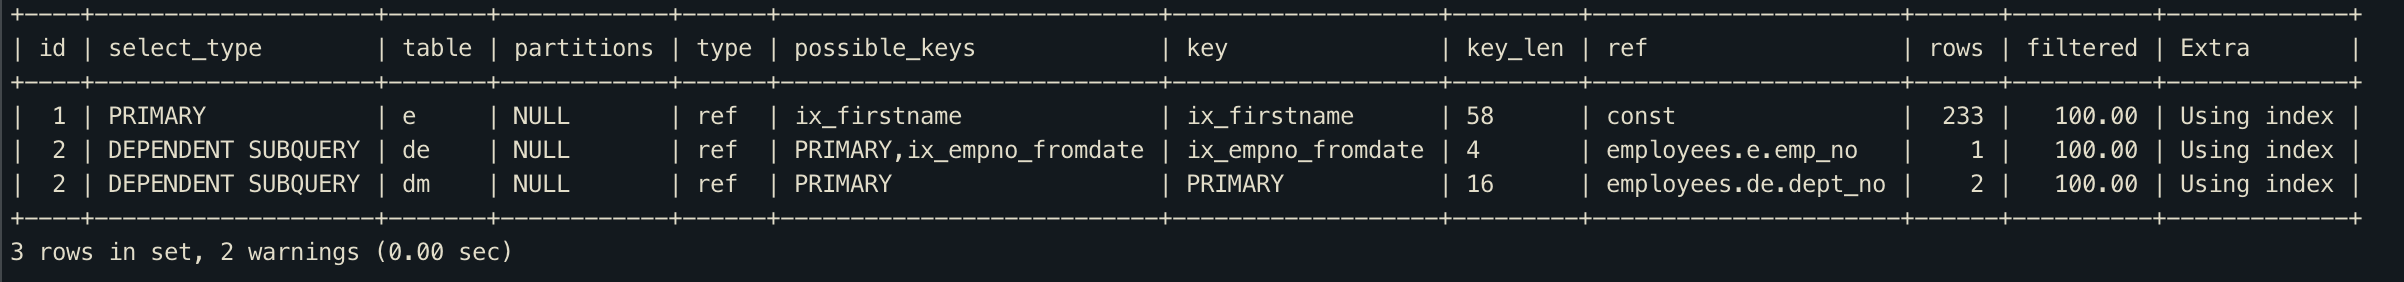 +----+--------------------+-------+------------+------+--------------------------+-------------------+---------+----------------------+------+----------+-------------+
| id | select_type        | table | partitions | type | possible_keys            | key               | key_len | ref                  | rows | filtered | Extra       |
+----+--------------------+-------+------------+------+--------------------------+-------------------+---------+----------------------+------+----------+-------------+
|  1 | PRIMARY            | e     | NULL       | ref  | ix_firstname             | ix_firstname      | 58      | const                |  233 |   100.00 | Using index |
|  2 | DEPENDENT SUBQUERY | de    | NULL       | ref  | PRIMARY,ix_empno_fromdate | ix_empno_fromdate | 4       | employees.e.emp_no   |    1 |   100.00 | Using index |
|  2 | DEPENDENT SUBQUERY | dm    | NULL       | ref  | PRIMARY                  | PRIMARY           | 16      | employees.de.dept_no |    2 |   100.00 | Using index |
+----+--------------------+-------+------------+------+--------------------------+-------------------+---------+----------------------+------+----------+-------------+
3 rows in set, 2 warnings (0.00 sec)